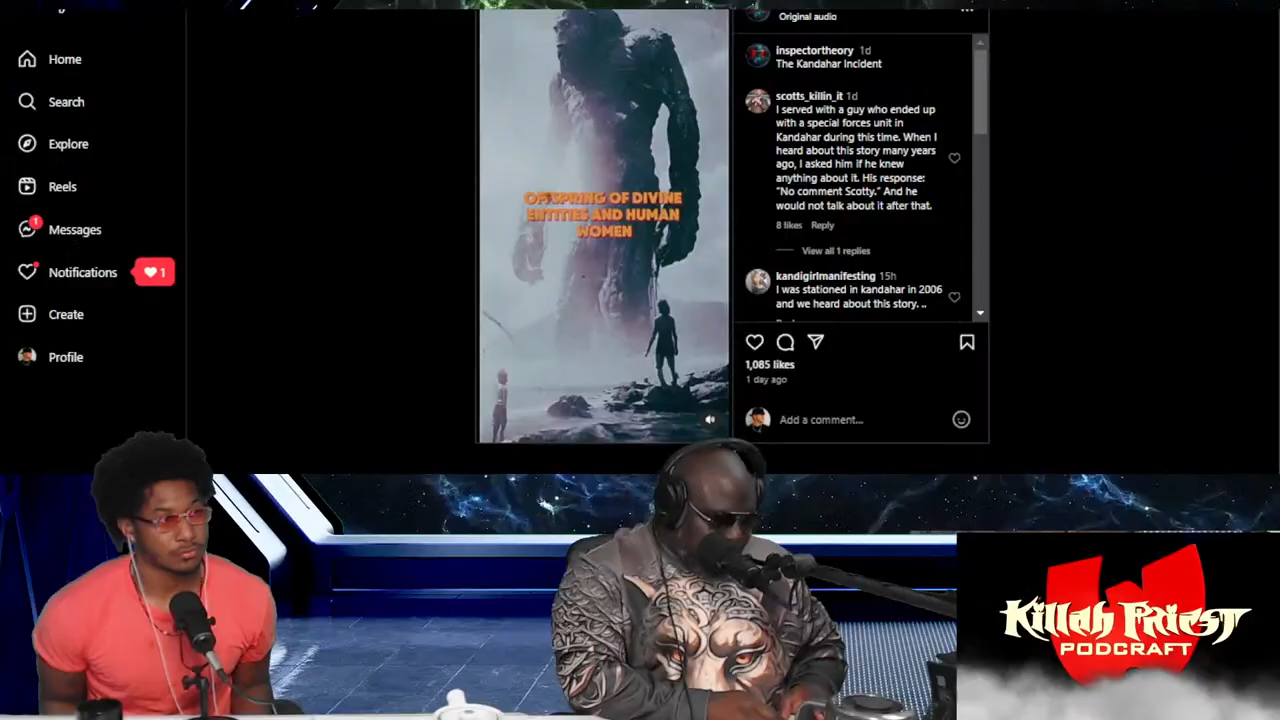 Home
Search
Explore
Reels
1
Messages
Notifications
1
Create
Profile
OFFSPRING OF DIVINE
ENTITIES AND HUMAN
WOMEN
Original audio
inspectortheory 1d
The Kandahar Incident
scotts_killin_it 1d
I served with a guy who ended up
with a special forces unit in
Kandahar during this time. When I
heard about this story many years
ago, I asked him if he knew
anything about it. His response:
"No comment Scotty." And he
would not talk about it after that.
8 likes Reply
View all 1 replies
kandigirlmanifesting 15h
I was stationed in kandahar in 2006
and we heard about this story. ..
1,085 likes
1 day ago
Add a comment...
Killah Priest
PODCRAFT